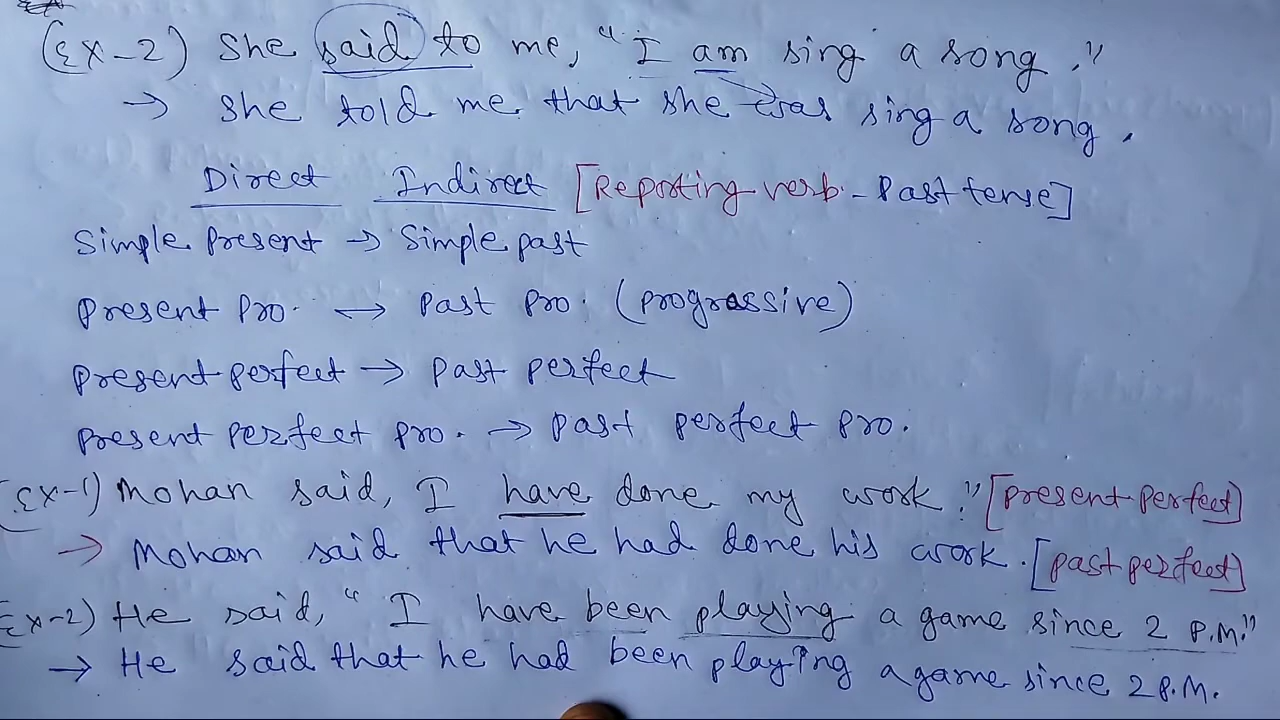 (Ex-2) She said to me, "I am sing a song."
→ She told me that she was sing a song.
Direct Indirect [Reporting verb - Past tense]
Simple Present → Simple past
Present Pro. → Past Pro. (Progressive)
Present perfect → Past perfect
Present Perfect Pro. → Past perfect Pro.
(Ex-1) Mohan said, I have done my work." [present perfect]
→ Mohan said that he had done his work. [past perfect]
(Ex-2) He said, "I have been playing a game since 2 P.M."
→ He said that he had been playing a game since 2 P.M.